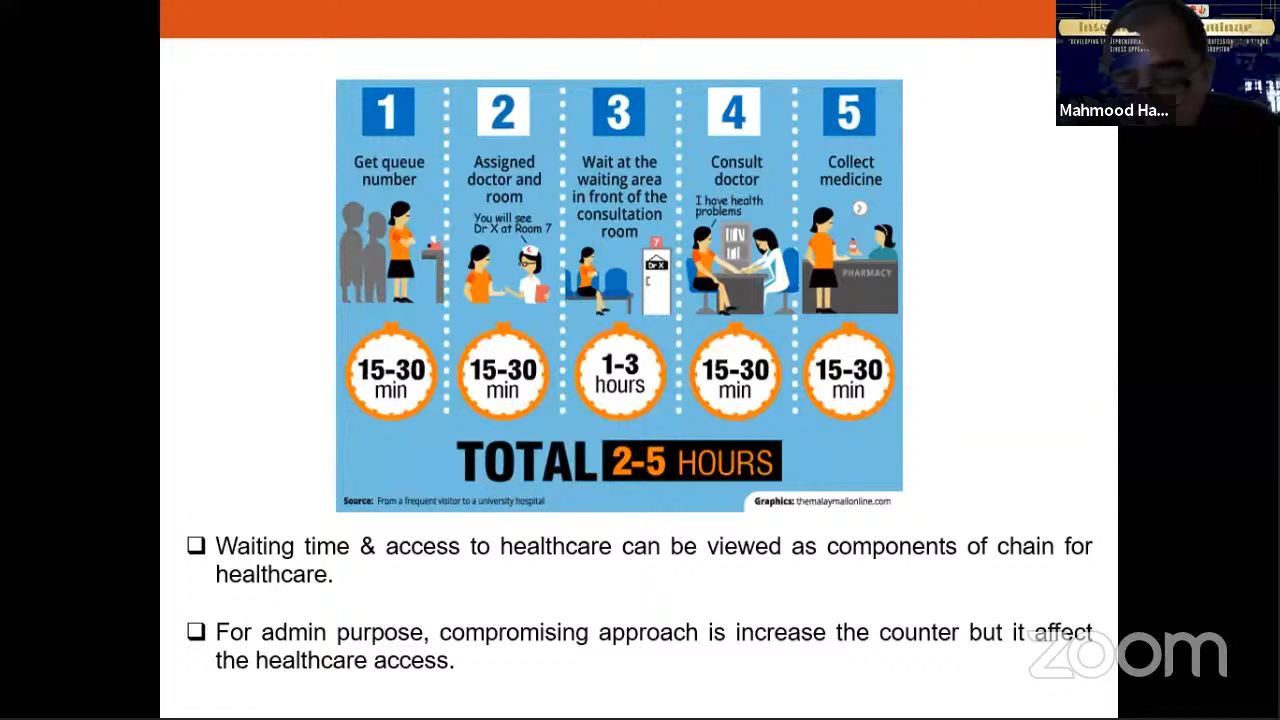 1
Get queue
number
15-30
min
2
Assigned
doctor and
room
You will see
Dr X at Room 7
15-30
min
3
Wait at the
waiting area
in front of the
consultation
room
7
Dr X
1-3
hours
4
Consult
doctor
I have health
problems
15-30
min
5
Collect
medicine
PHARMACY
15-30
min
TOTAL 2-5 HOURS
Source: From a frequent visitor to a university hospital
Graphics: themalaymailonline.com
❑ Waiting time & access to healthcare can be viewed as components of chain for
healthcare.
❑ For admin purpose, compromising approach is increase the counter but it affect
the healthcare access.
zoom
Mahmood Ha...